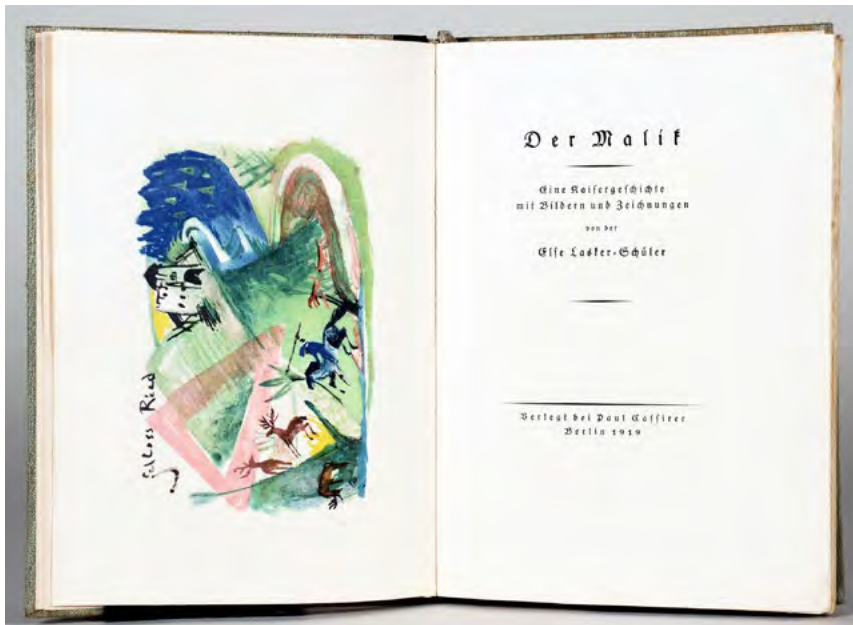 Schloss Ried
Der Malik
Eine Kaisergeschichte
mit Bildern und Zeichnungen
von der
Else Lasker-Schüler
Verlegt bei Paul Cassirer
Berlin 1919